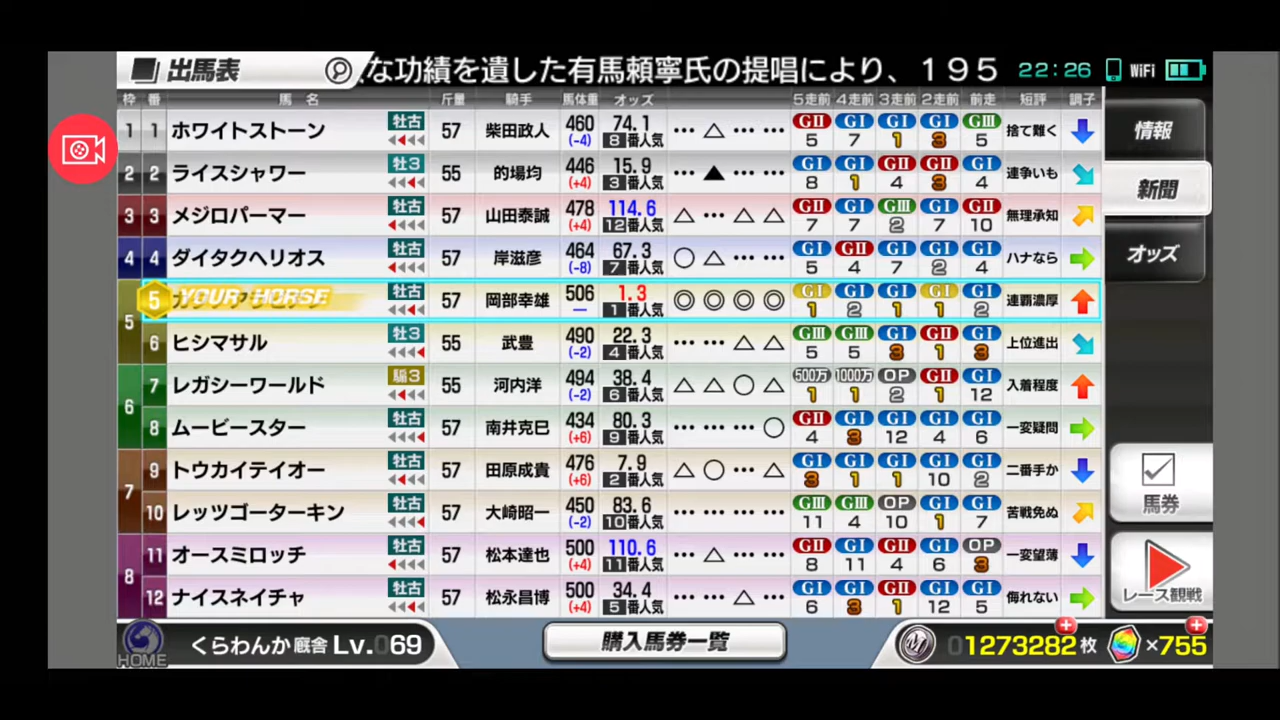 出馬表 な功績を遺した有馬頼寧氏の提唱により、195 22:26 WiFi
枠 番 馬名 斤量 騎手 馬体重 オッズ 5走前 4走前 3走前 2走前 前走 短評 調子
1 1 ホワイトストーン 牡古 57 柴田政人 460 (-4) 74.1 8番人気 … △ … … GII 5 GI 7 GI 1 GI 3 GIII 5 捨て難く
2 2 ライスシャワー 牡3 55 的場均 446 (+4) 15.9 3番人気 … ▲ … … GI 8 GI 1 GII 4 GII 3 GI 4 連争いも
3 3 メジロパーマー 牡古 57 山田泰誠 478 (+4) 114.6 12番人気 △ … △ △ GII 7 GI 7 GIII 2 GI 7 GII 10 無理承知
4 4 ダイタクヘリオス 牡古 57 岸滋彦 464 (-8) 67.3 7番人気 ○ △ … … GI 5 GII 4 GI 7 GI 2 GI 4 ハナなら
5 5 YOUR HORSE 牡古 57 岡部幸雄 506 — 1.3 1番人気 ◎ ◎ ◎ ◎ GI 1 GI 2 GI 1 GI 1 GI 2 連覇濃厚
6 ヒシマサル 牡3 55 武豊 490 (-2) 22.3 4番人気 … … △ △ GIII 5 GIII 5 GI 3 GII 1 GI 3 上位進出
6 7 レガシーワールド 騸3 55 河内洋 494 (-2) 38.4 6番人気 △ △ ○ △ 500万 1 1000万 1 OP 2 GII 1 GI 12 入着程度
8 ムービースター 牡古 57 南井克巳 434 (+6) 80.3 9番人気 … … … ○ GII 4 GI 3 GI 12 GI 4 GI 6 一変疑問
7 9 トウカイテイオー 牡古 57 田原成貴 476 (+6) 7.9 2番人気 △ ○ … △ GI 3 GI 1 GI 1 GI 10 GI 2 二番手か
10 レッツゴーターキン 牡古 57 大崎昭一 450 (-2) 83.6 10番人気 … … … … GIII 11 GIII 4 OP 10 GI 1 GI 7 苦戦免ぬ
8 11 オースミロッチ 牡古 57 松本達也 500 (+4) 110.6 11番人気 … △ … … GII 8 GI 11 GII 4 GI 6 OP 3 一変望薄
12 ナイスネイチャ 牡古 57 松永昌博 500 (+4) 34.4 5番人気 … … △ … GI 6 GI 3 GII 1 GI 12 GI 5 侮れない
情報
新聞
オッズ
馬券
レース観戦
HOME くらわんか厩舎 Lv.069 購入馬券一覧 M 01273282枚 ×755